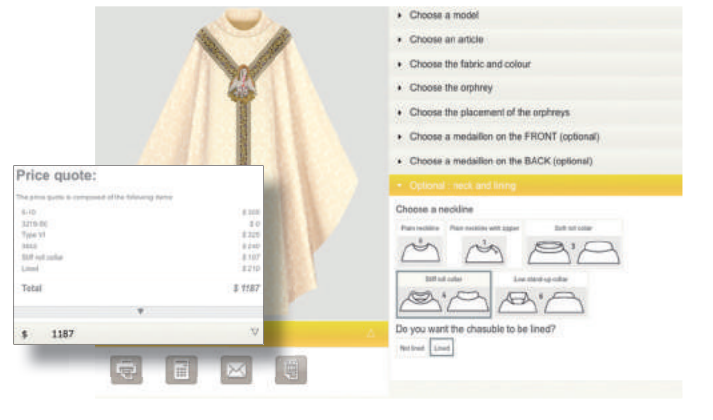 Choose a model
Choose an article
Choose the fabric and colour
Choose the orphrey
Choose the placement of the orphreys
Choose a medaillon on the FRONT (optional)
Choose a medaillon on the BACK (optional)
Optional : neck and lining
Choose a neckline
Plain neckline
Plain neckline with zipper
Soft roll collar
3
Stiff roll collar
Low stand-up collar
6
Do you want the chasuble to be lined?
Not lined
Lined
Price quote:
The price quote is composed of the following items
Type VI
Stiff roll collar $ 107
Lined $ 210
Total $ 1187
$ 1187